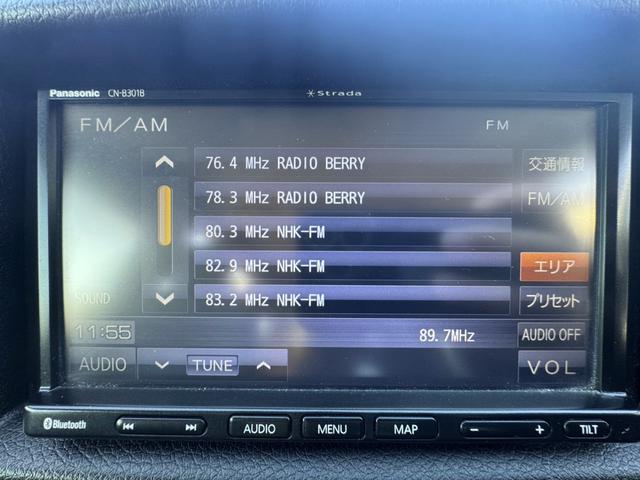 Panasonic CN-B301B Strada
FM/AM FM
76.4 MHz RADIO BERRY 交通情報
78.3 MHz RADIO BERRY FM/AM
80.3 MHz NHK-FM
82.9 MHz NHK-FM エリア
SOUND 83.2 MHz NHK-FM プリセット
11:55 89.7MHz AUDIO OFF
AUDIO TUNE VOL
Bluetooth AUDIO MENU MAP - + TILT